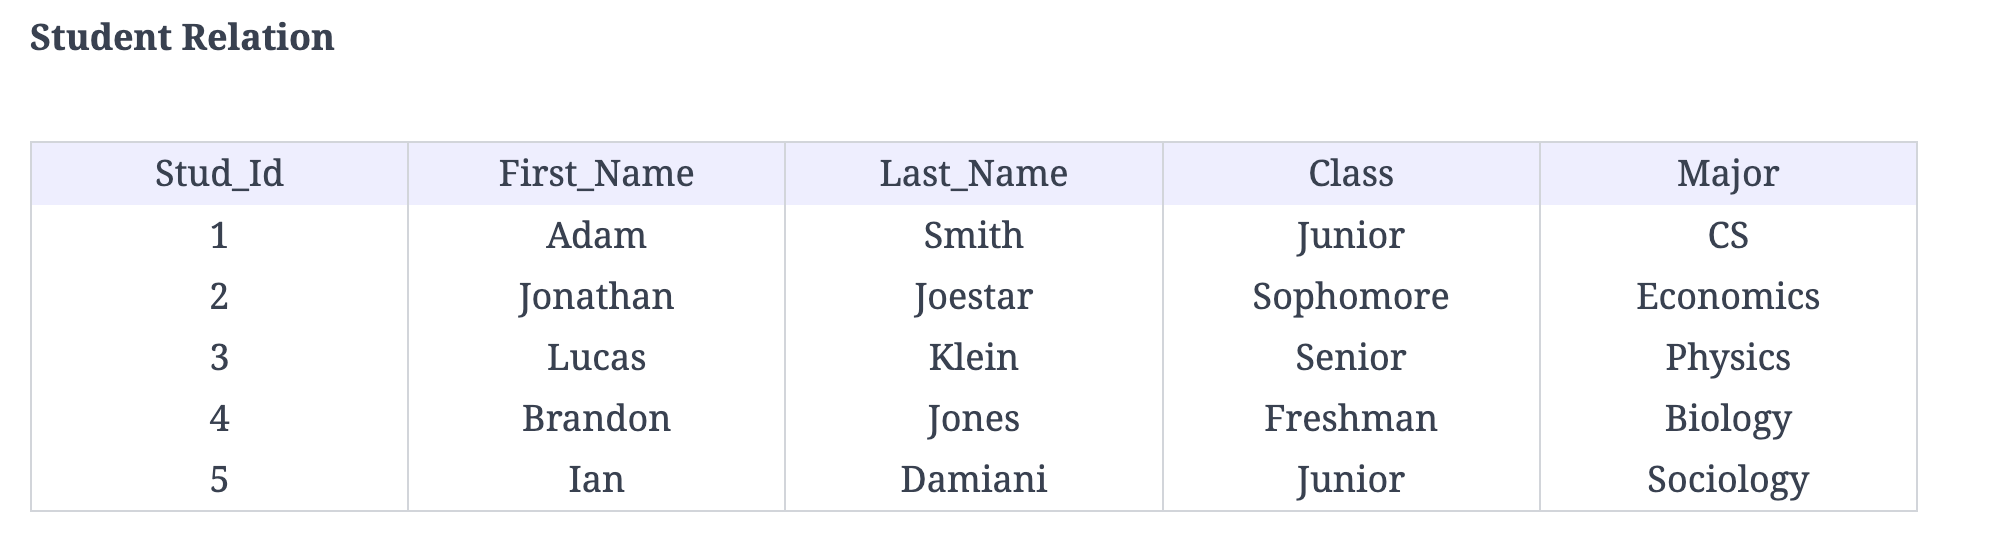 Student Relation
Stud_Id First_Name Last_Name Class Major
1 Adam Smith Junior CS
2 Jonathan Joestar Sophomore Economics
3 Lucas Klein Senior Physics
4 Brandon Jones Freshman Biology
5 Ian Damiani Junior Sociology